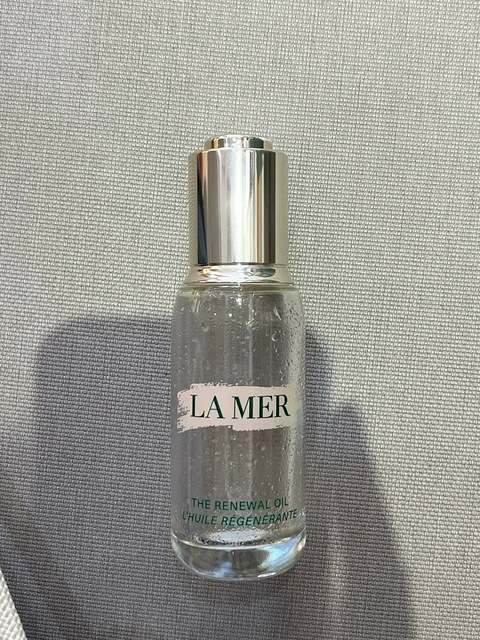 LA MER
THE RENEWAL OIL
L'HUILE RÉGÉNÉRANTE